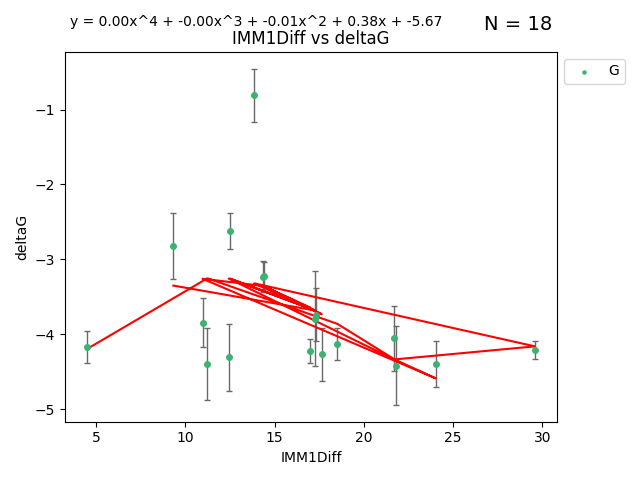 y = 0.00x^4 + -0.00x^3 + -0.01x^2 + 0.38x + -5.67
N = 18
IMM1Diff vs deltaG
G
deltaG
−1
−2
−3
−4
−5
5 10 15 20 25 30
IMM1Diff